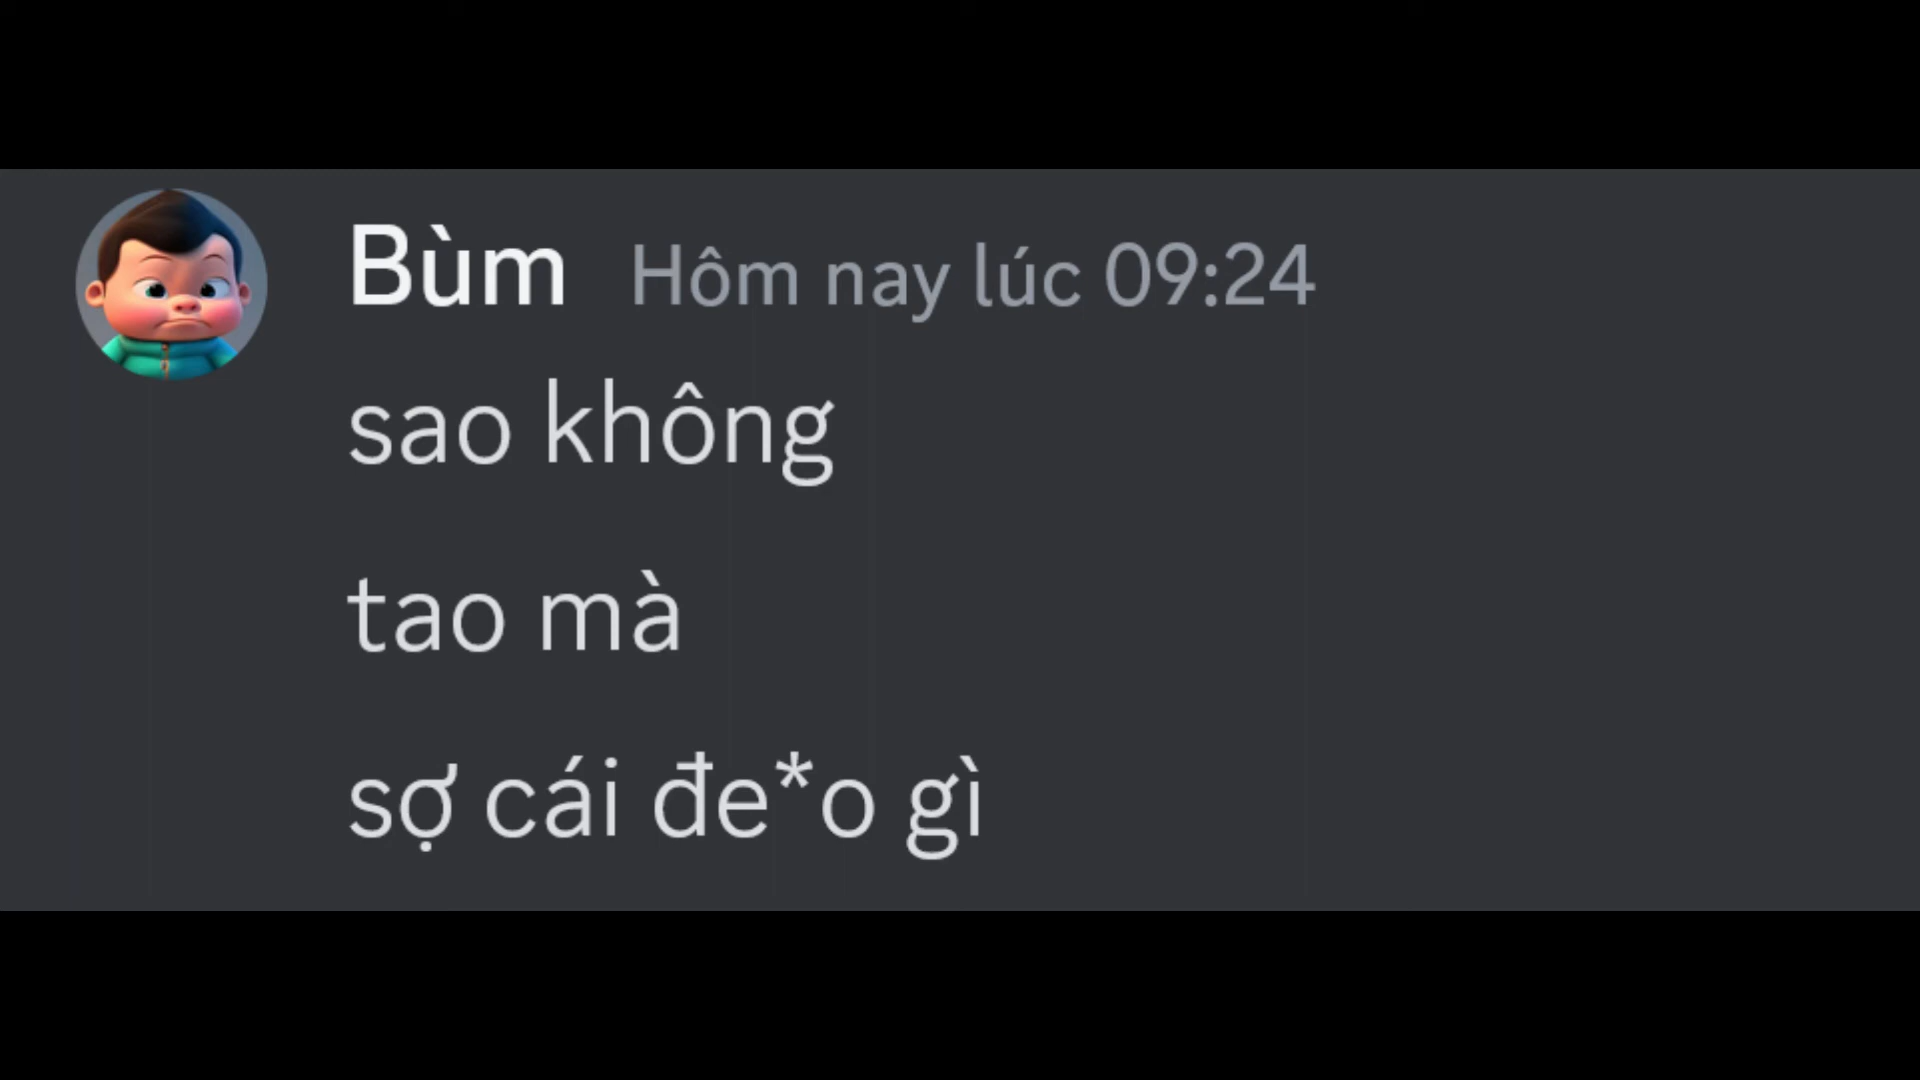 Bùm Hôm nay lúc 09:24
sao không
tao mà
sợ cái đe*o gì